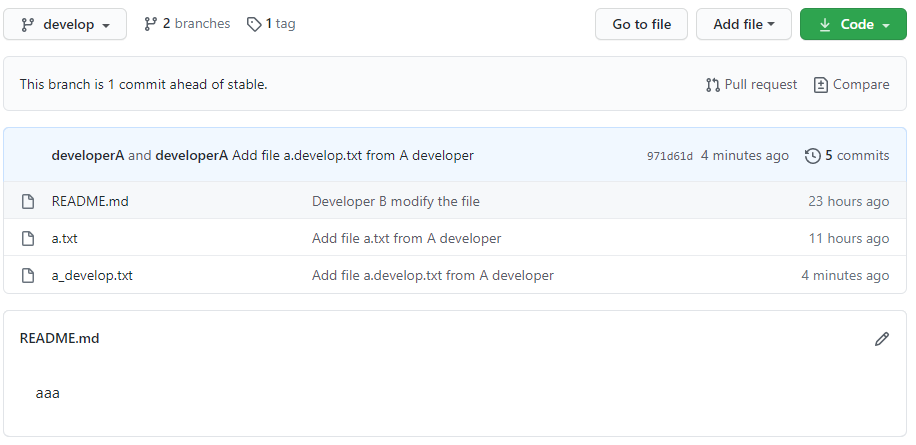 develop 2 branches 1 tag Go to file Add file Code
This branch is 1 commit ahead of stable. Pull request Compare
developerA and developerA Add file a.develop.txt from A developer 971d61d 4 minutes ago 5 commits
README.md Developer B modify the file 23 hours ago
a.txt Add file a.txt from A developer 11 hours ago
a_develop.txt Add file a.develop.txt from A developer 4 minutes ago
README.md
aaa